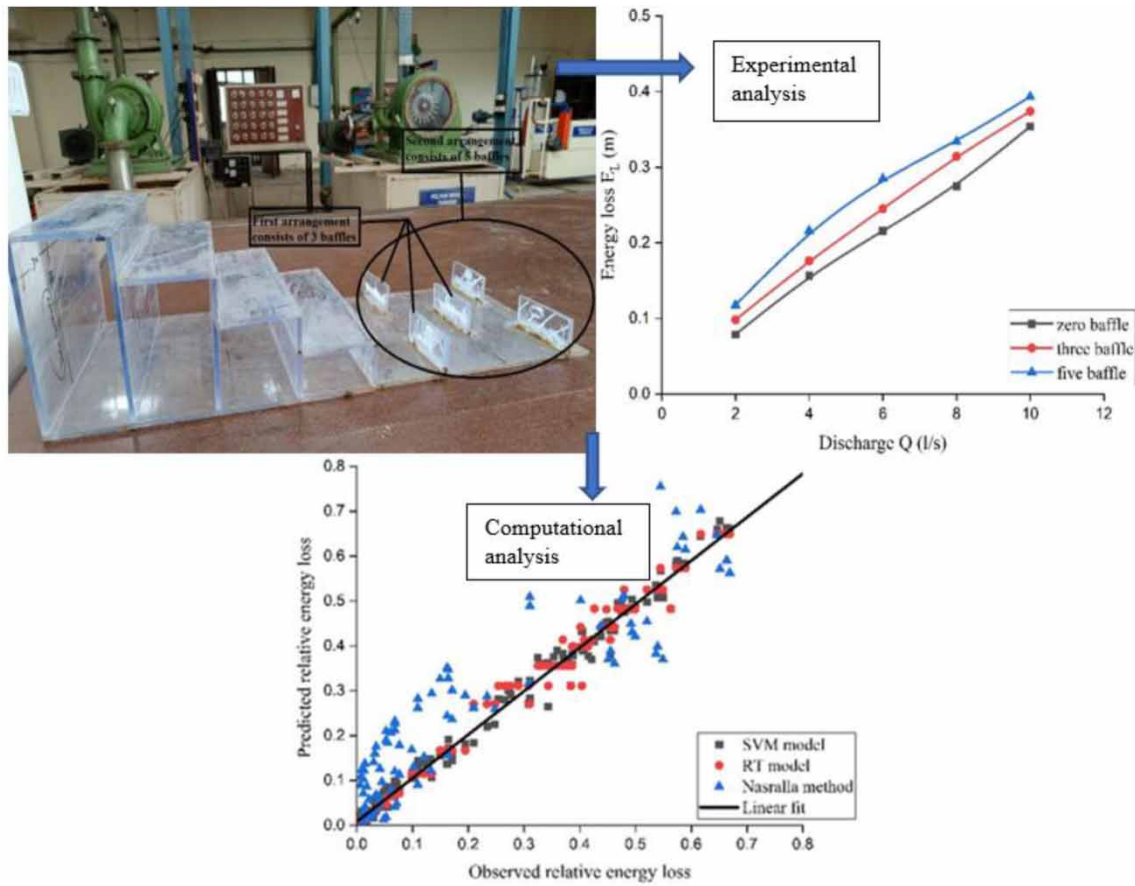 Second arrangement
consists of 5 baffles
First arrangement
consists of 3 baffles
Experimental
analysis
0.5
0.4
0.3
0.2
0.1
0.0
Energy loss E_L (m)
zero baffle
three baffle
five baffle
0 2 4 6 8 10 12
Discharge Q (l/s)
Computational
analysis
0.8
0.7
0.6
0.5
0.4
0.3
0.2
0.1
0.0
Predicted relative energy loss
SVM model
RT model
Nasralla method
Linear fit
0.0 0.1 0.2 0.3 0.4 0.5 0.6 0.7 0.8
Observed relative energy loss